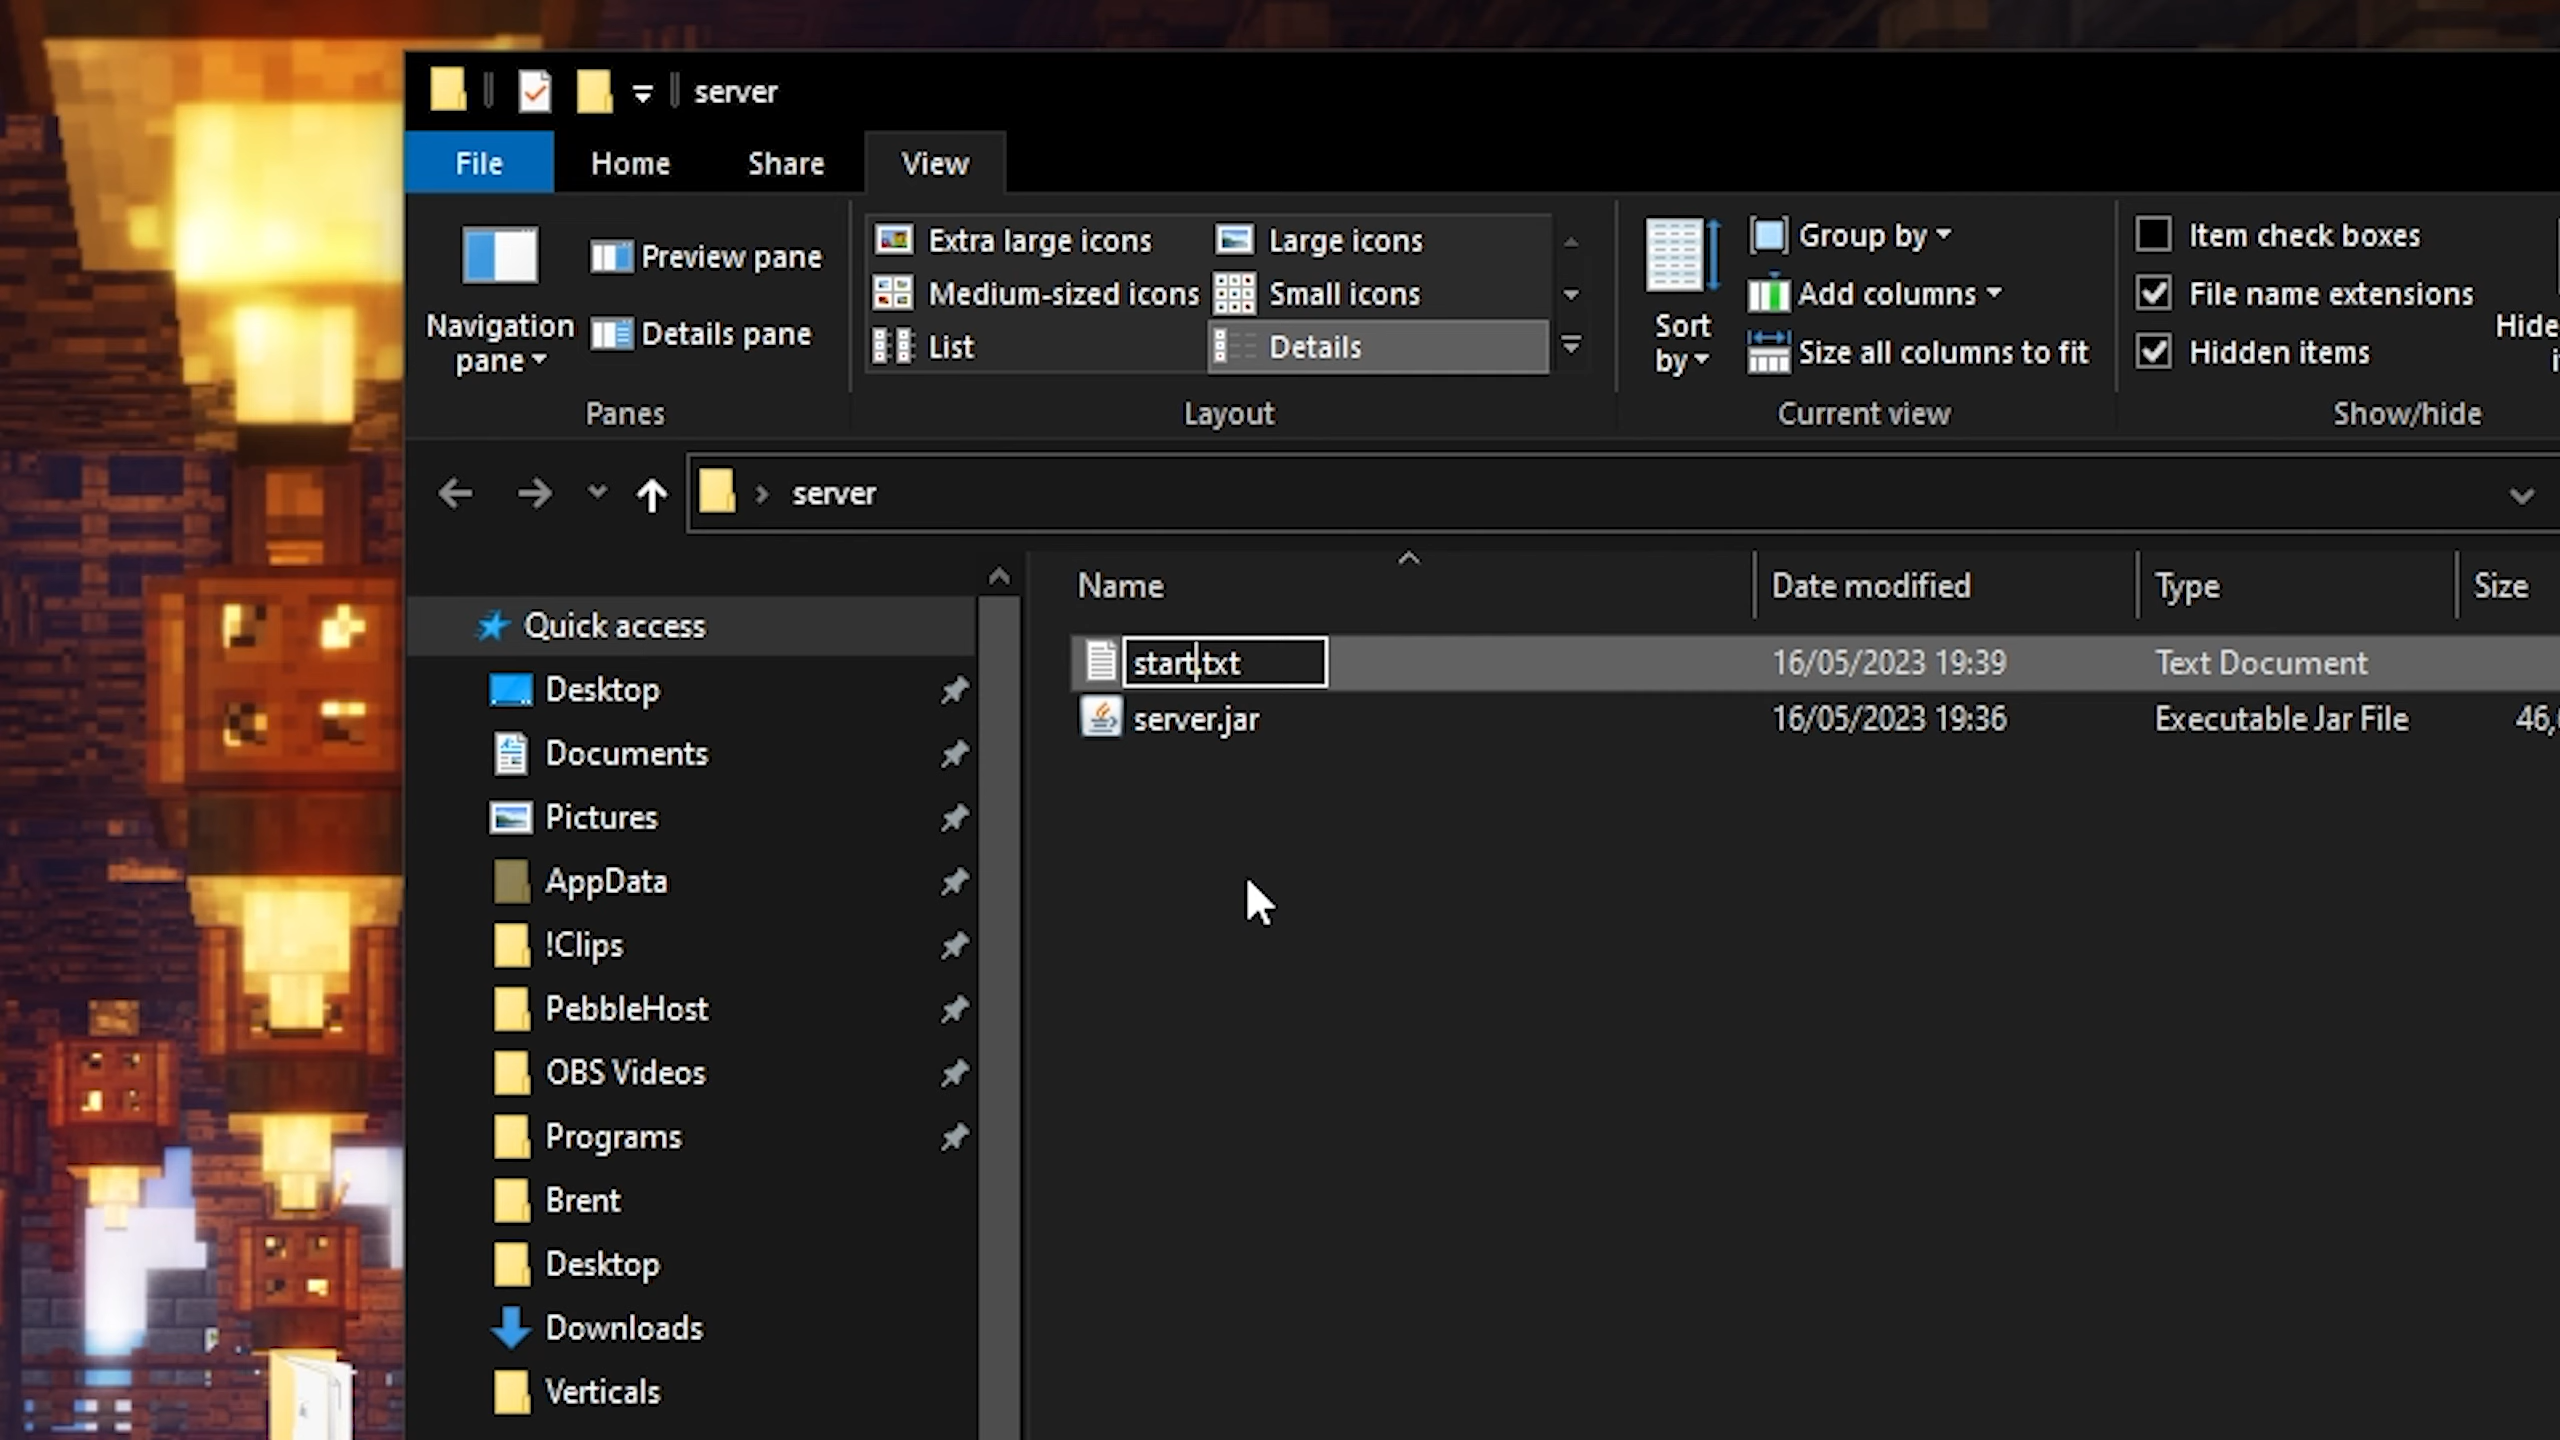 server
File Home Share View
Navigation pane
Preview pane
Details pane
Panes
Extra large icons
Large icons
Medium-sized icons
Small icons
List
Details
Layout
Sort by
Group by
Add columns
Size all columns to fit
Current view
Item check boxes
File name extensions
Hidden items
Hide
Show/hide
server
Name Date modified Type Size
start.txt 16/05/2023 19:39 Text Document
server.jar 16/05/2023 19:36 Executable Jar File 46,
Quick access
Desktop
Documents
Pictures
AppData
!Clips
PebbleHost
OBS Videos
Programs
Brent
Desktop
Downloads
Verticals